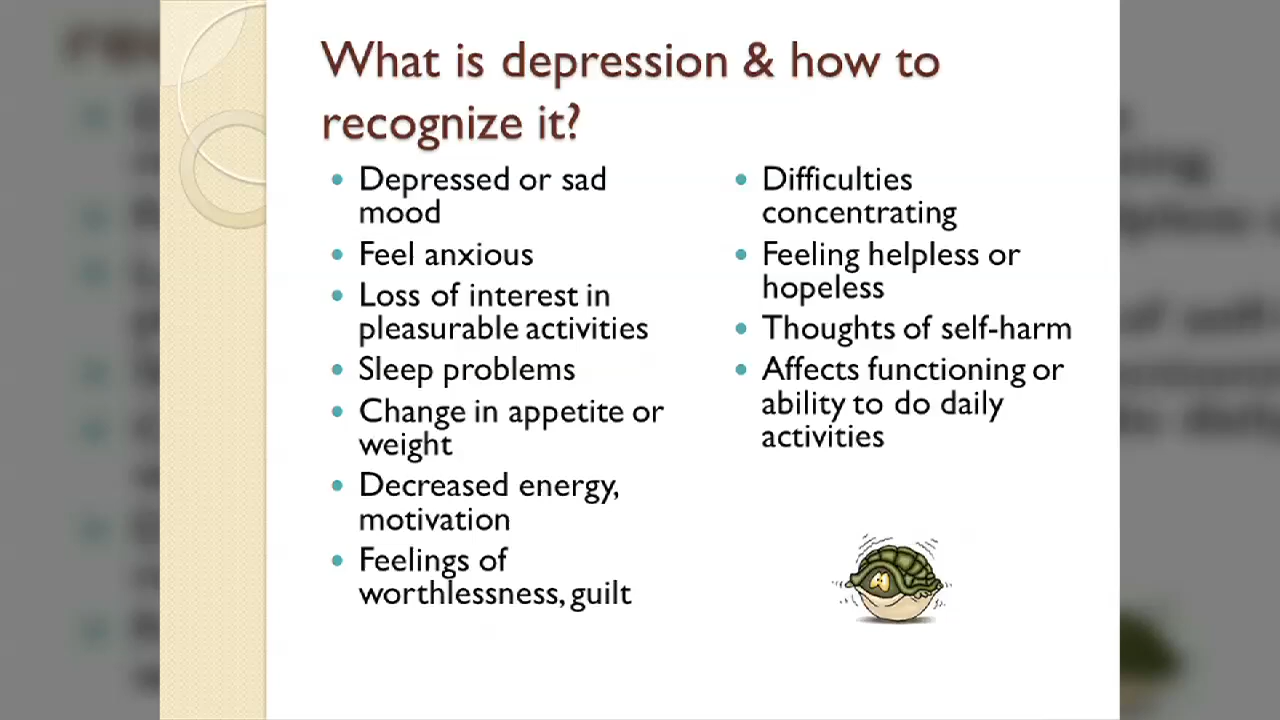 What is depression & how to
recognize it?
• Depressed or sad
mood
• Feel anxious
• Loss of interest in
pleasurable activities
• Sleep problems
• Change in appetite or
weight
• Decreased energy,
motivation
• Feelings of
worthlessness, guilt
• Difficulties
concentrating
• Feeling helpless or
hopeless
• Thoughts of self-harm
• Affects functioning or
ability to do daily
activities